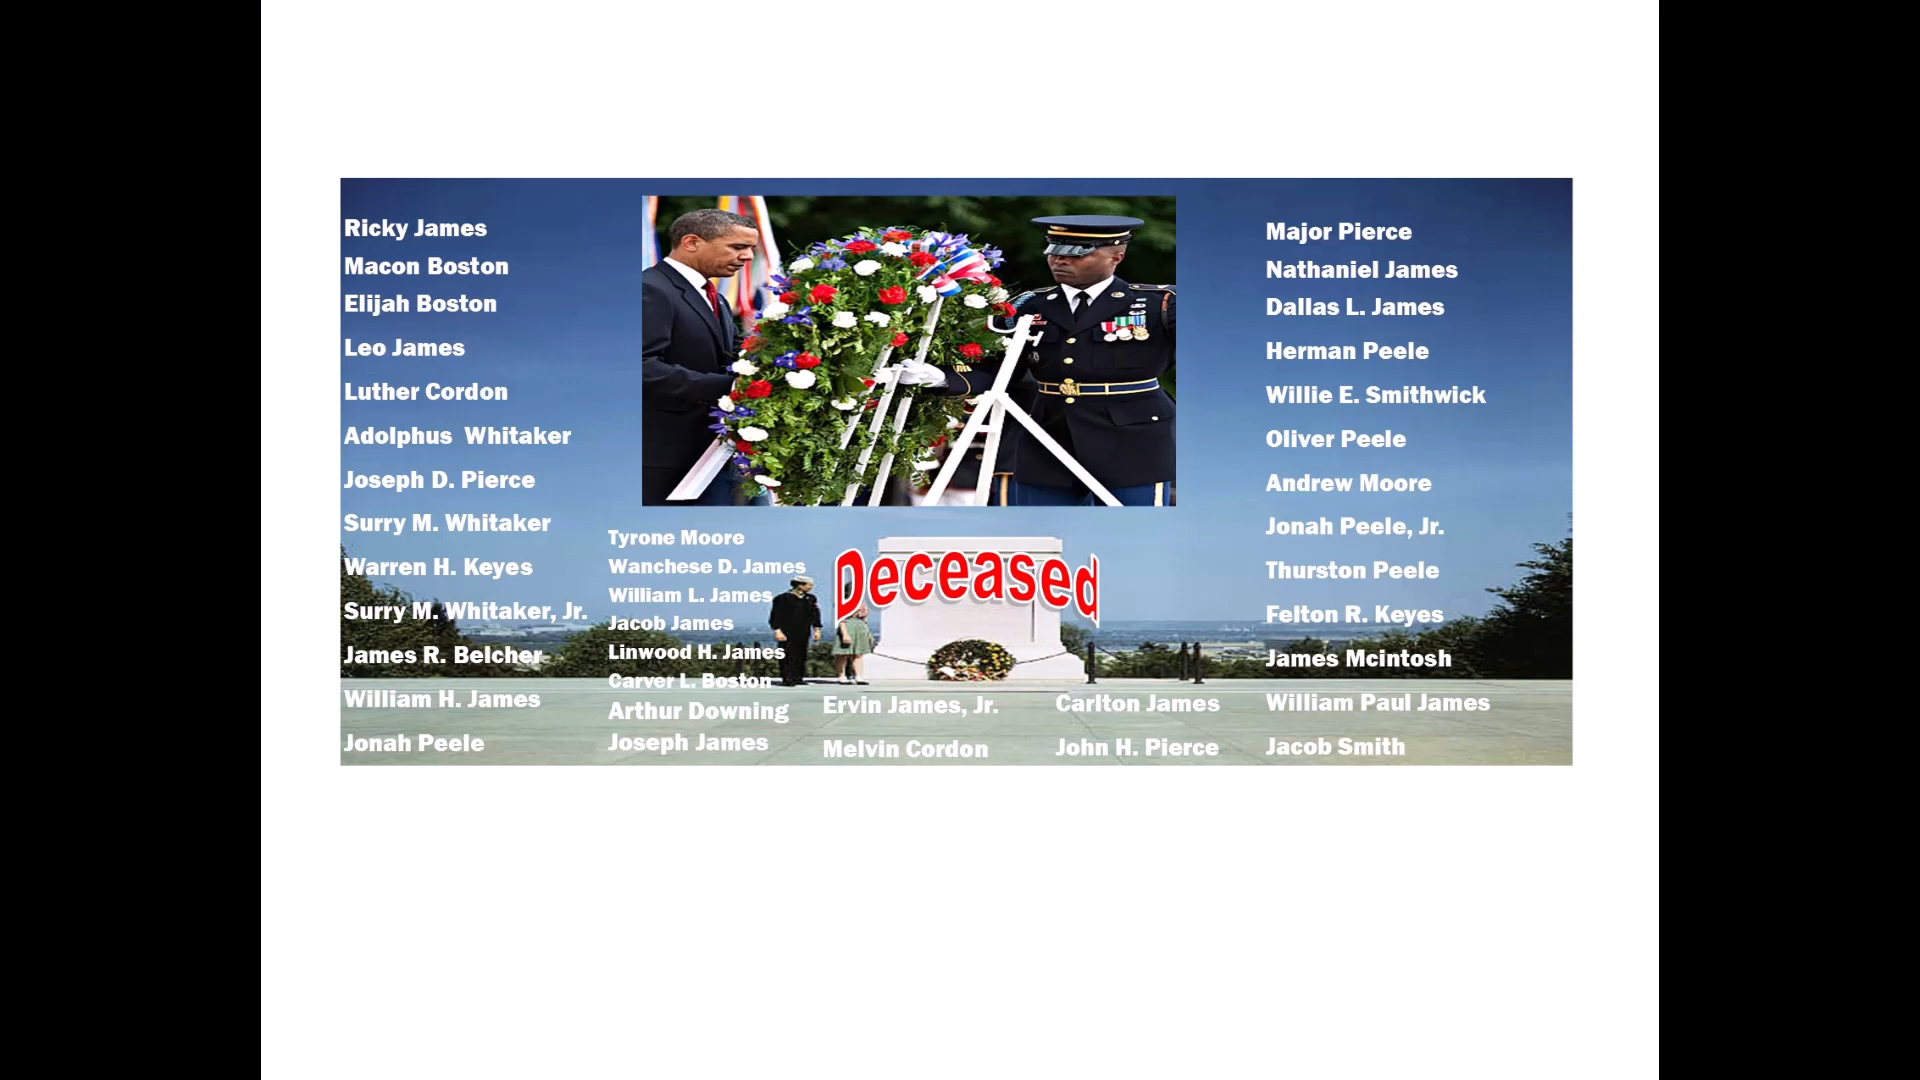 Ricky James
Macon Boston
Elijah Boston
Leo James
Luther Cordon
Adolphus Whitaker
Joseph D. Pierce
Surry M. Whitaker
Warren H. Keyes
Surry M. Whitaker, Jr.
James R. Belcher
William H. James
Jonah Peele
Tyrone Moore
Wanchese D. James
William L. James
Jacob James
Linwood H. James
Carver L. Boston
Arthur Downing
Joseph James
Deceased
Ervin James, Jr.
Melvin Cordon
Carlton James
John H. Pierce
Major Pierce
Nathaniel James
Dallas L. James
Herman Peele
Willie E. Smithwick
Oliver Peele
Andrew Moore
Jonah Peele, Jr.
Thurston Peele
Felton R. Keyes
James Mcintosh
William Paul James
Jacob Smith